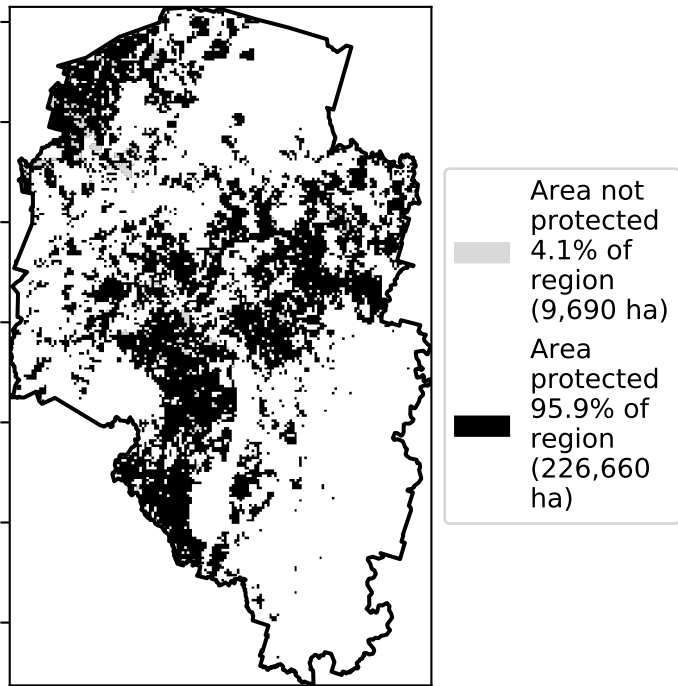 Area not
protected
4.1% of
region
(9,690 ha)
Area
protected
95.9% of
region
(226,660
ha)